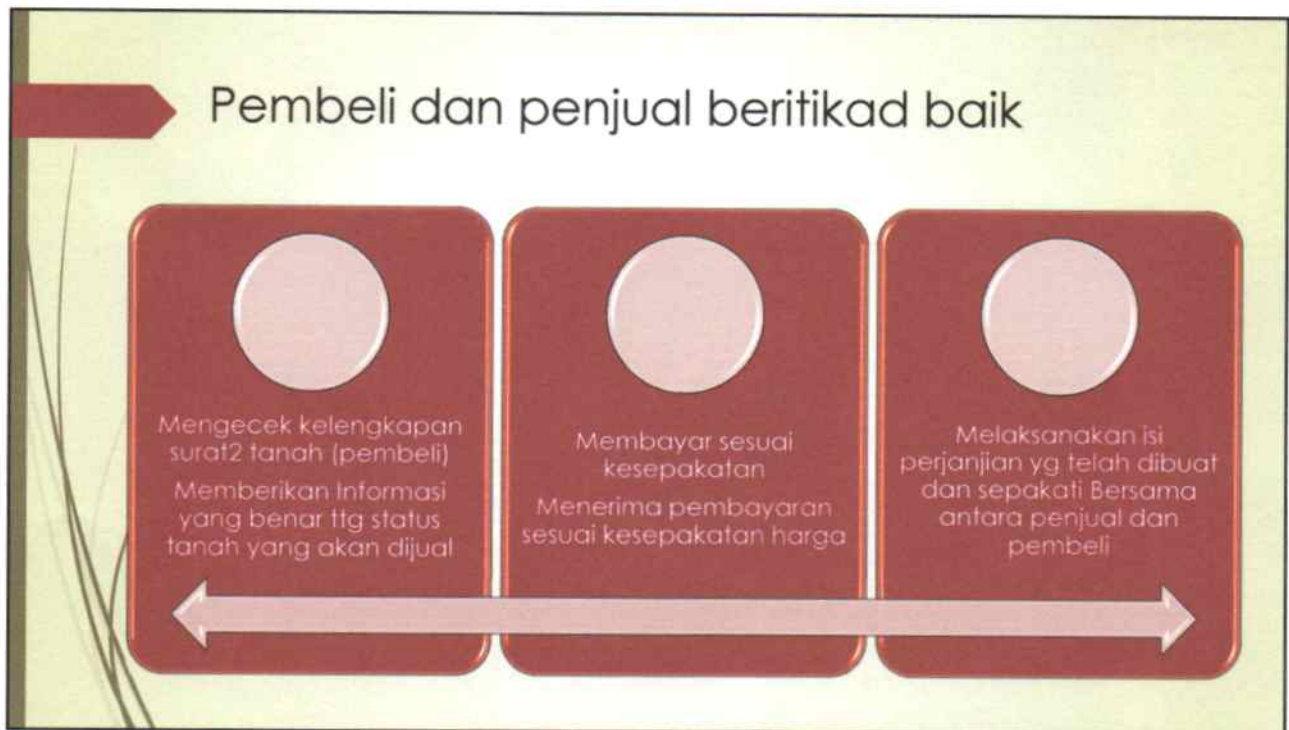 Pembeli dan penjual beritikad baik
Mengecek kelengkapan
surat2 tanah (pembeli)
Memberikan Informasi
yang benar ttg status
tanah yang akan dijual
Membayar sesuai
kesepakatan
Menerima pembayaran
sesuai kesepakatan harga
Melaksanakan isi
perjanjian yg telah dibuat
dan sepakati Bersama
antara penjual dan
pembeli